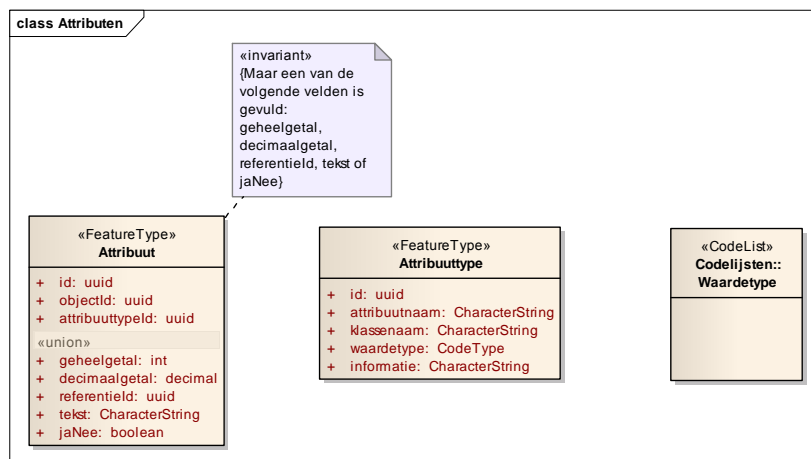 class Attributen
«invariant»
{Maar een van de
volgende velden is
gevuld:
geheelgetal,
decimaalgetal,
referentieId, tekst of
jaNee}
«FeatureType»
Attribuut
+ id: uuid
+ objectId: uuid
+ attribuuttypeId: uuid
«union»
+ geheelgetal: int
+ decimaalgetal: decimal
+ referentieId: uuid
+ tekst: CharacterString
+ jaNee: boolean
«FeatureType»
Attribuuttype
+ id: uuid
+ attribuutnaam: CharacterString
+ klassenaam: CharacterString
+ waardetype: CodeType
+ informatie: CharacterString
«CodeList»
Codelijsten::
Waardetype